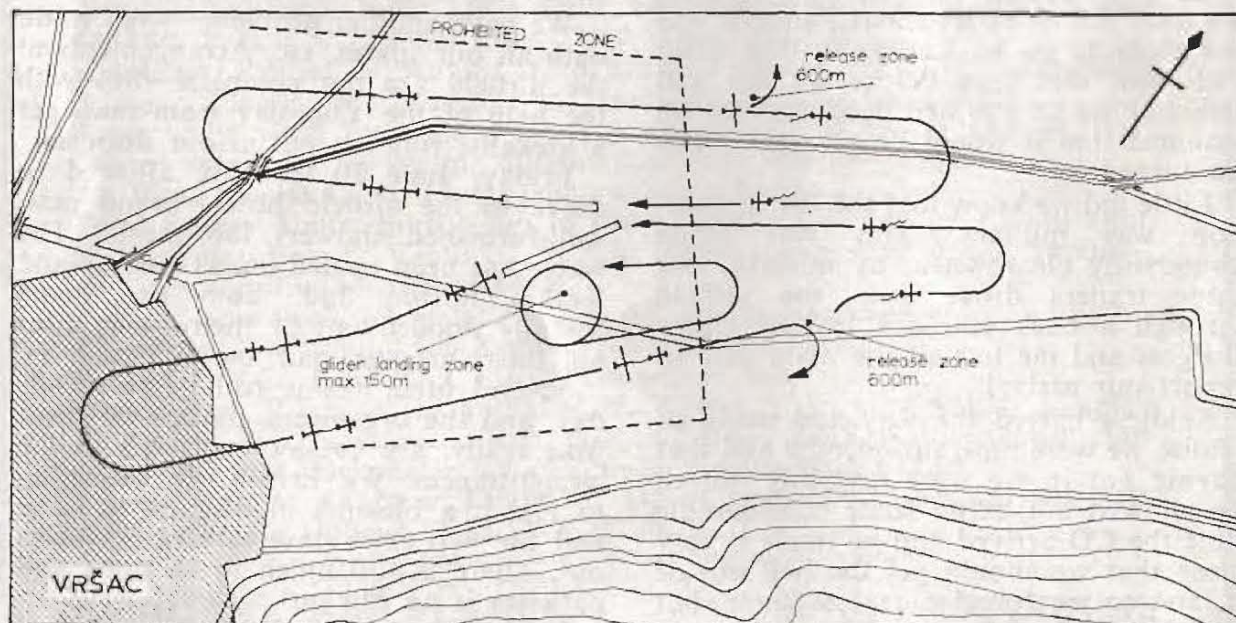 PROHIBITED ZONE
release zone
600m
glider landing zone
max 150m
release zone
600m
VRŠAC